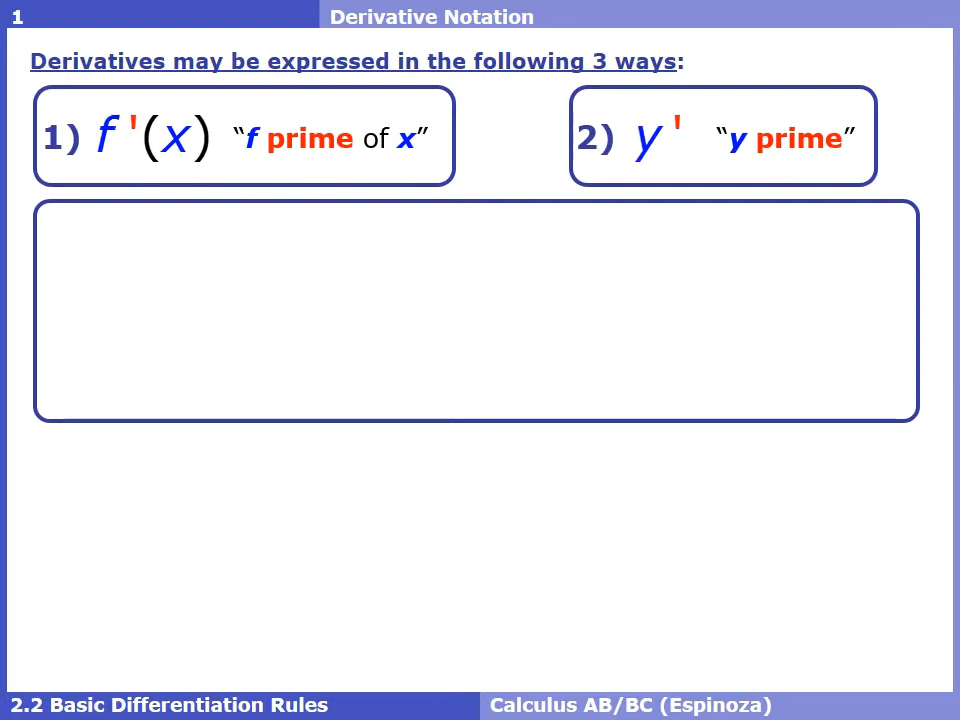 1
Derivative Notation
Derivatives may be expressed in the following 3 ways:
1) f '(x) “f prime of x”
2) y ' “y prime”
2.2 Basic Differentiation Rules
Calculus AB/BC (Espinoza)